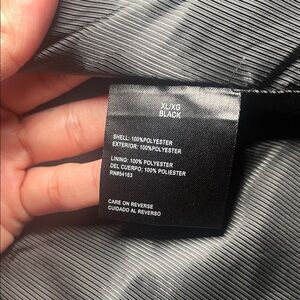 XL/XG
BLACK
SHELL: 100%POLYESTER
EXTERIOR: 100%POLYESTER
LINING: 100% POLYESTER
DEL CUERPO: 100% POLIESTER
RN#54163
CARE ON REVERSE
CUIDADO AL REVERSO